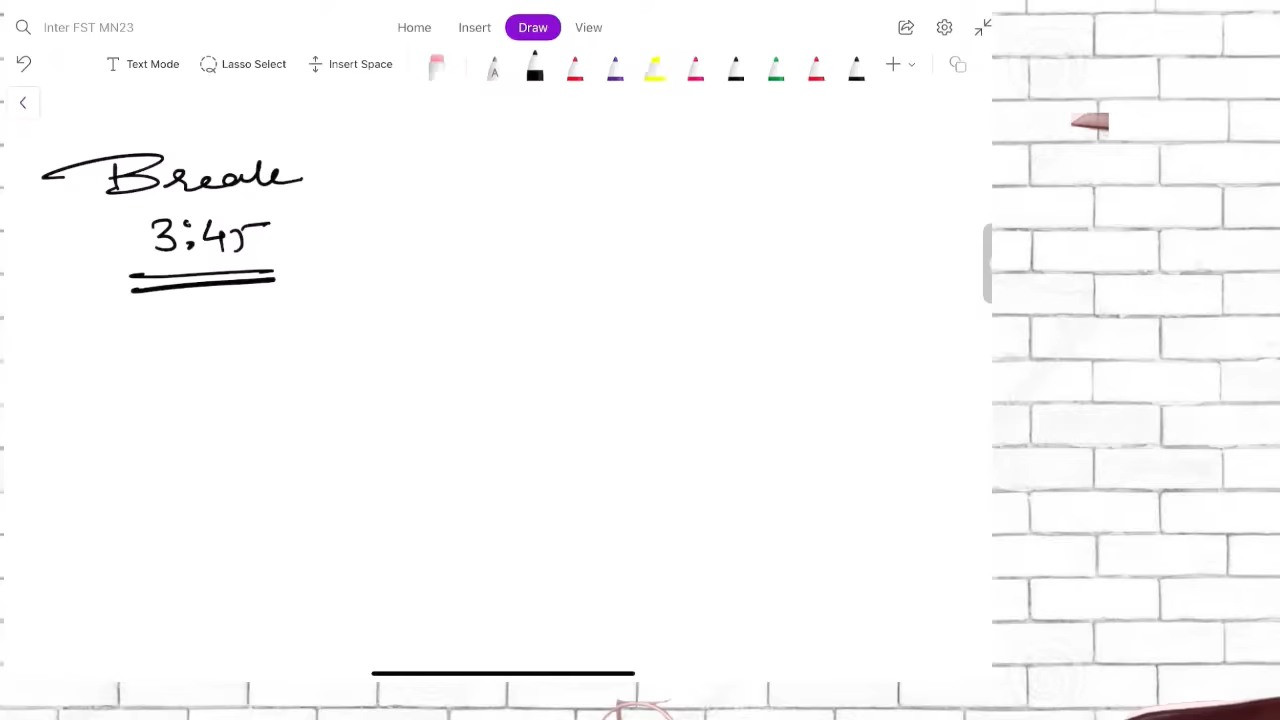 Inter FST MN23
Home Insert Draw View
Text Mode Lasso Select Insert Space
A
Break
3:45